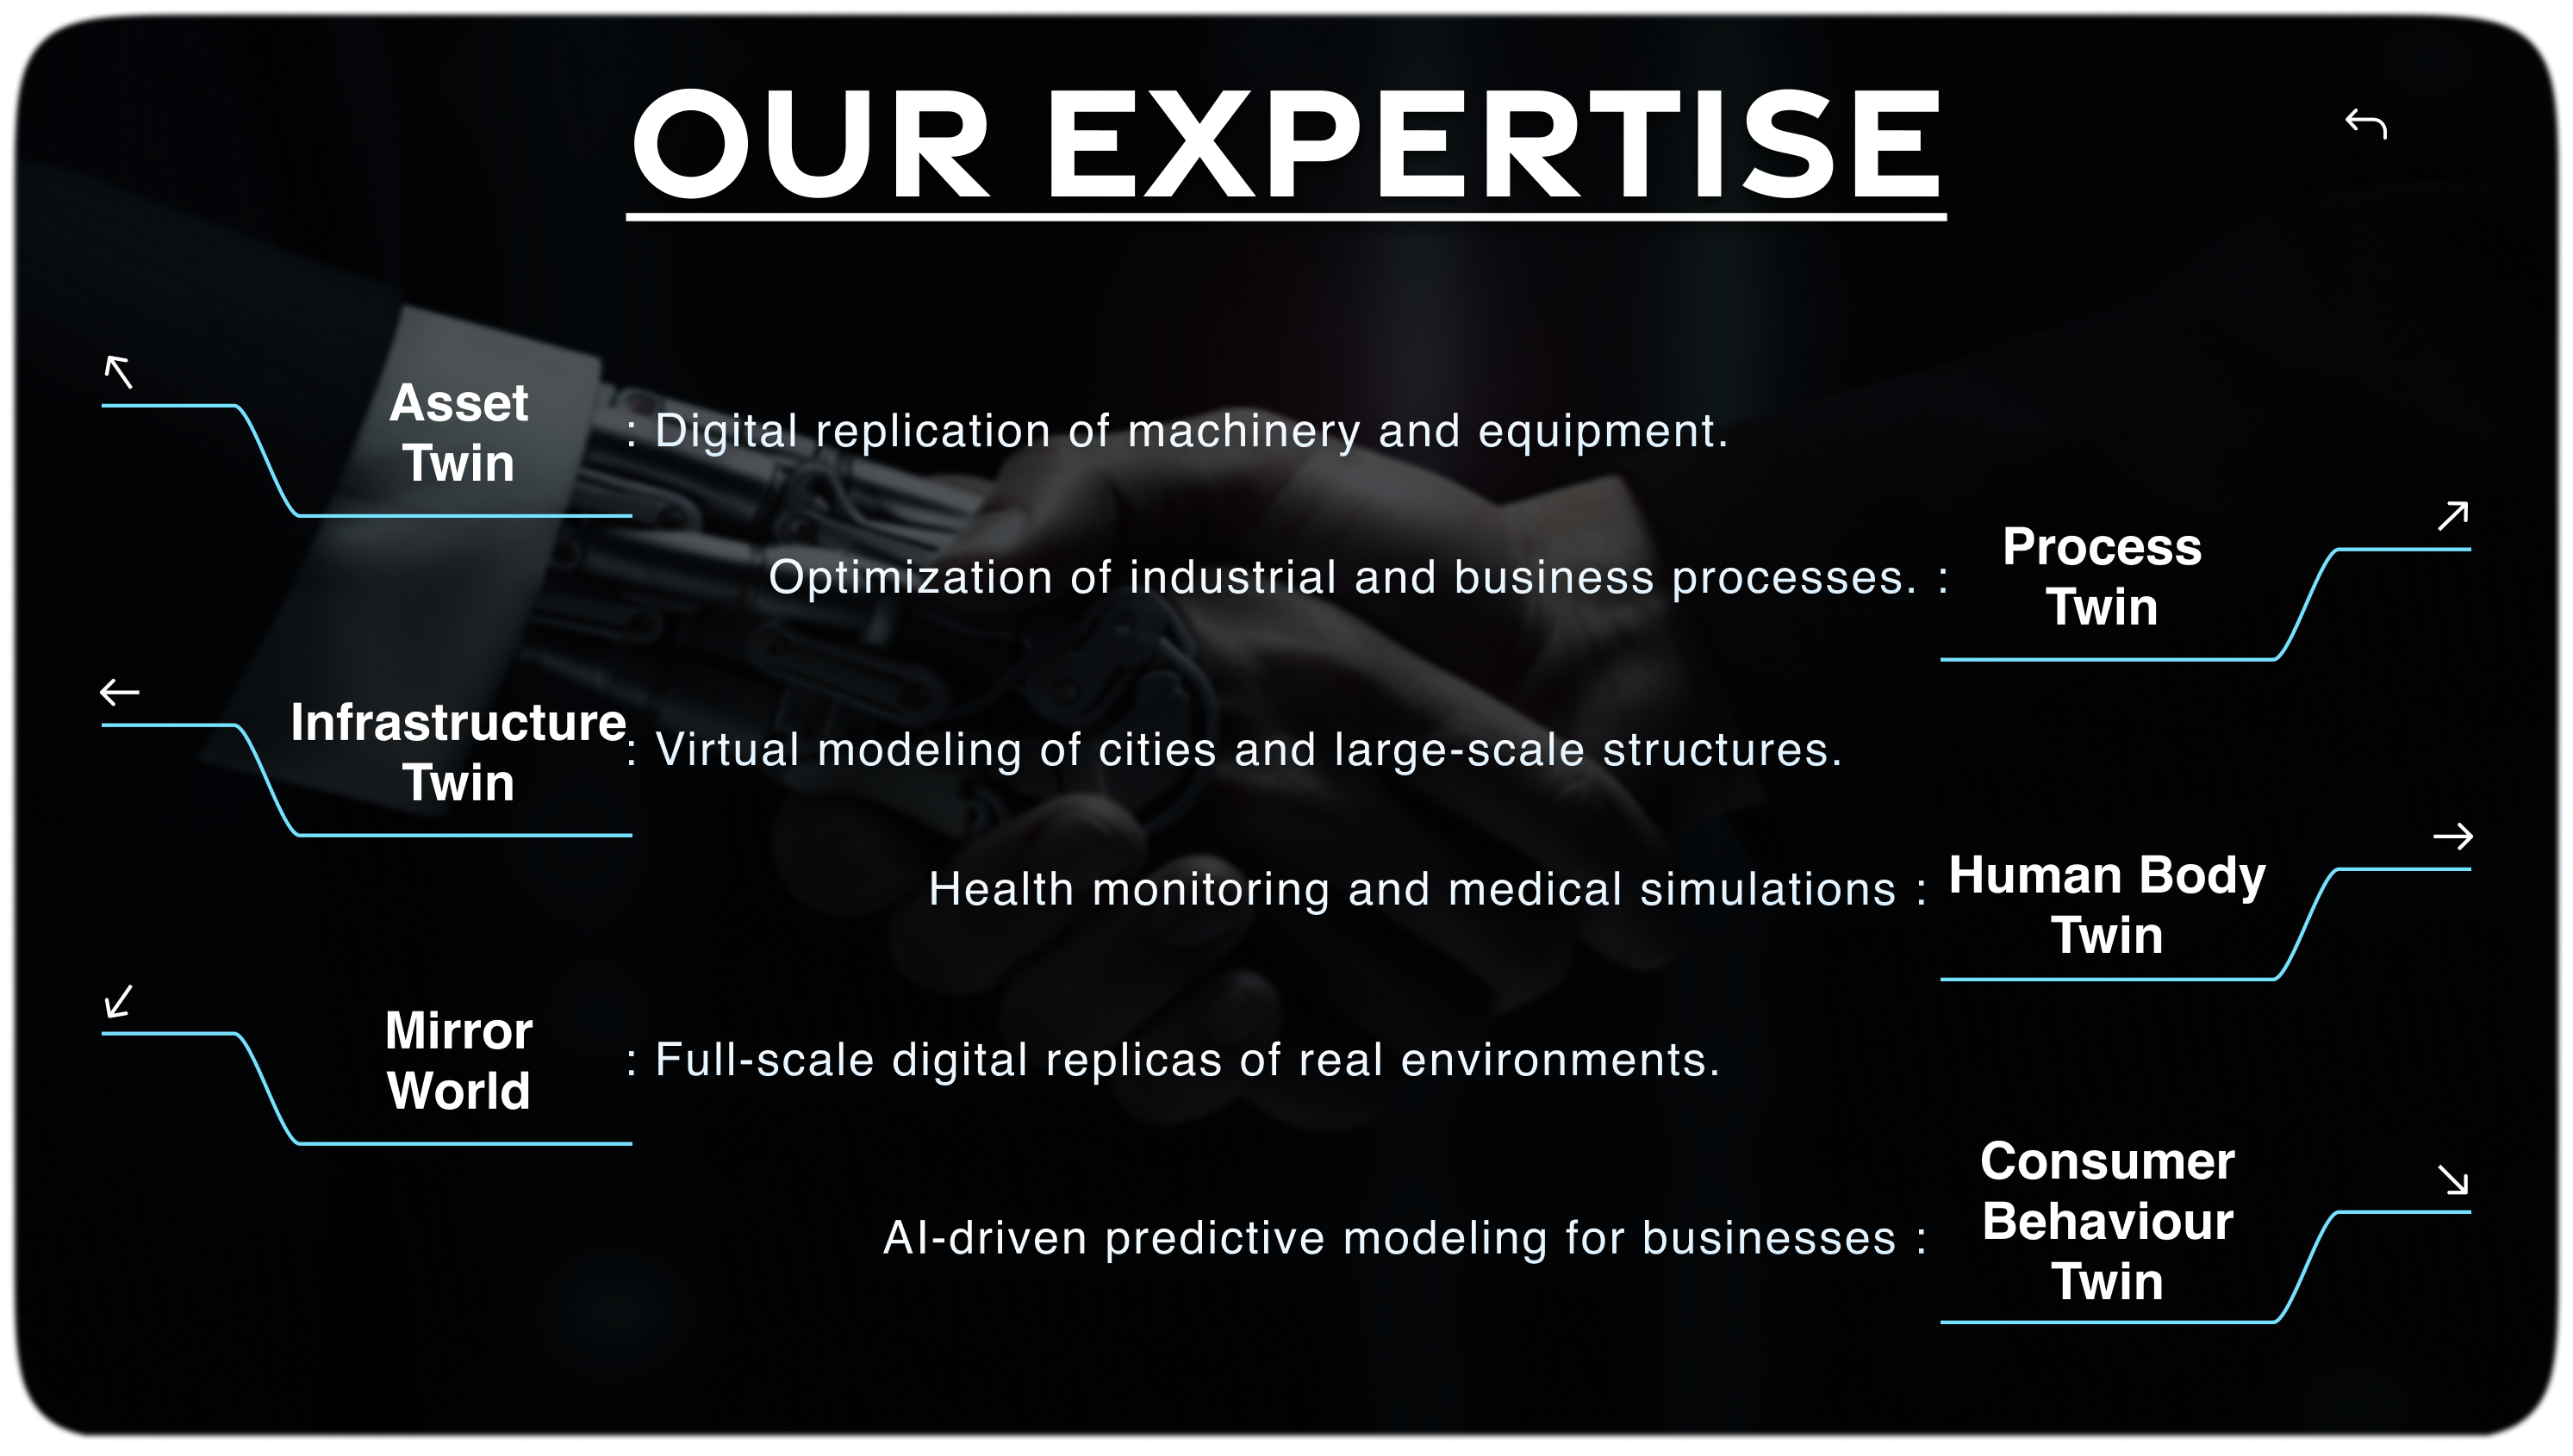 OUR EXPERTISE
Asset
Twin
: Digital replication of machinery and equipment.
Optimization of industrial and business processes. :
Process
Twin
Infrastructure
Twin
: Virtual modeling of cities and large-scale structures.
Health monitoring and medical simulations :
Human Body
Twin
Mirror
World
: Full-scale digital replicas of real environments.
AI-driven predictive modeling for businesses :
Consumer
Behaviour
Twin